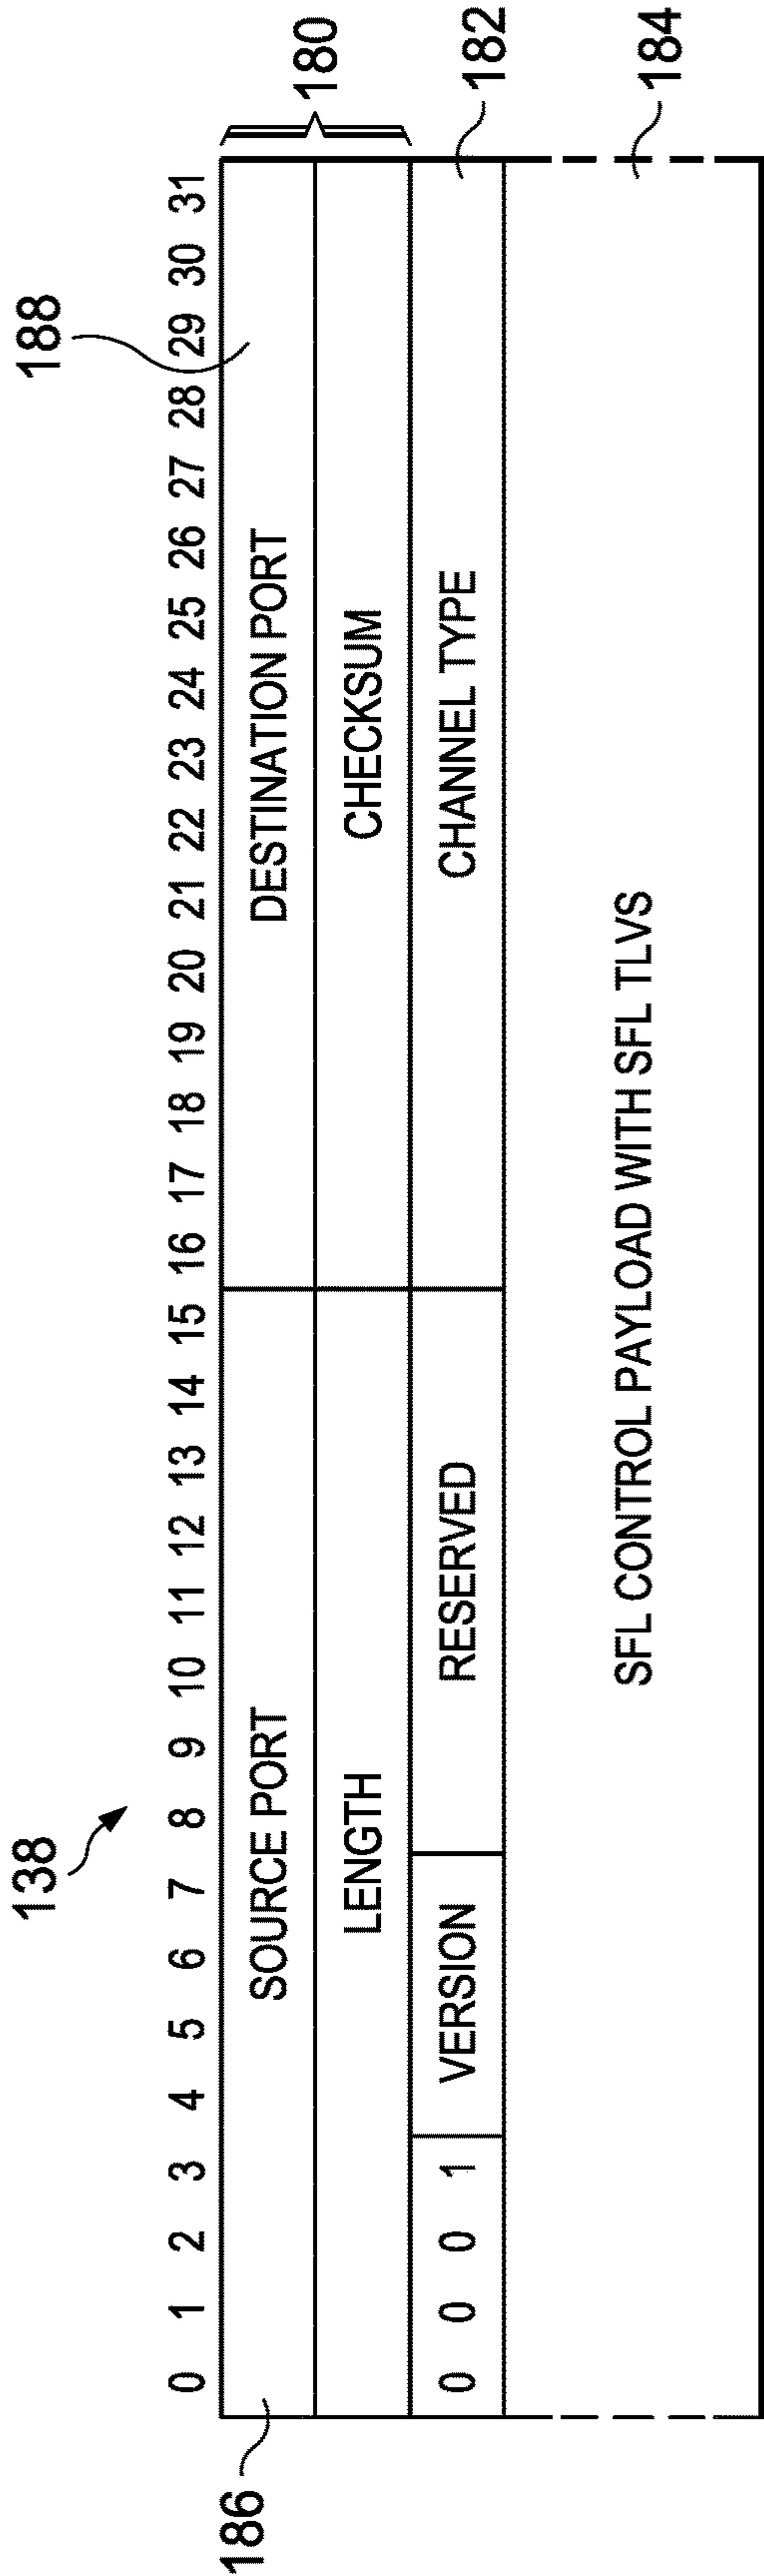 138
188
0 1 2 3 4 5 6 7 8 9 10 11 12 13 14 15 16 17 18 19 20 21 22 23 24 25 26 27 28 29 30 31
186
SOURCE PORT DESTINATION PORT
180
LENGTH CHECKSUM
0 0 0 1 VERSION RESERVED CHANNEL TYPE
182
SFL CONTROL PAYLOAD WITH SFL TLVS
184